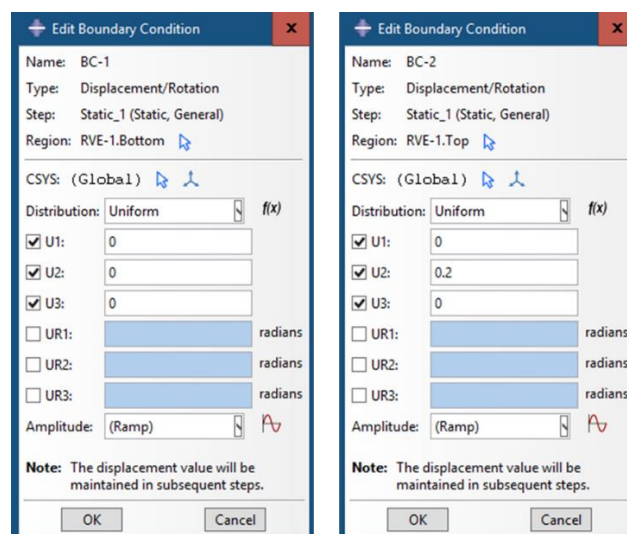 Edit Boundary Condition x
Name: BC-1
Type: Displacement/Rotation
Step: Static_1 (Static, General)
Region: RVE-1.Bottom
CSYS: (Global)
Distribution: Uniform f(x)
U1: 0
U2: 0
U3: 0
UR1: radians
UR2: radians
UR3: radians
Amplitude: (Ramp)
Note: The displacement value will be
maintained in subsequent steps.
OK Cancel
Edit Boundary Condition x
Name: BC-2
Type: Displacement/Rotation
Step: Static_1 (Static, General)
Region: RVE-1.Top
CSYS: (Global)
Distribution: Uniform f(x)
U1: 0
U2: 0.2
U3: 0
UR1: radians
UR2: radians
UR3: radians
Amplitude: (Ramp)
Note: The displacement value will be
maintained in subsequent steps.
OK Cancel